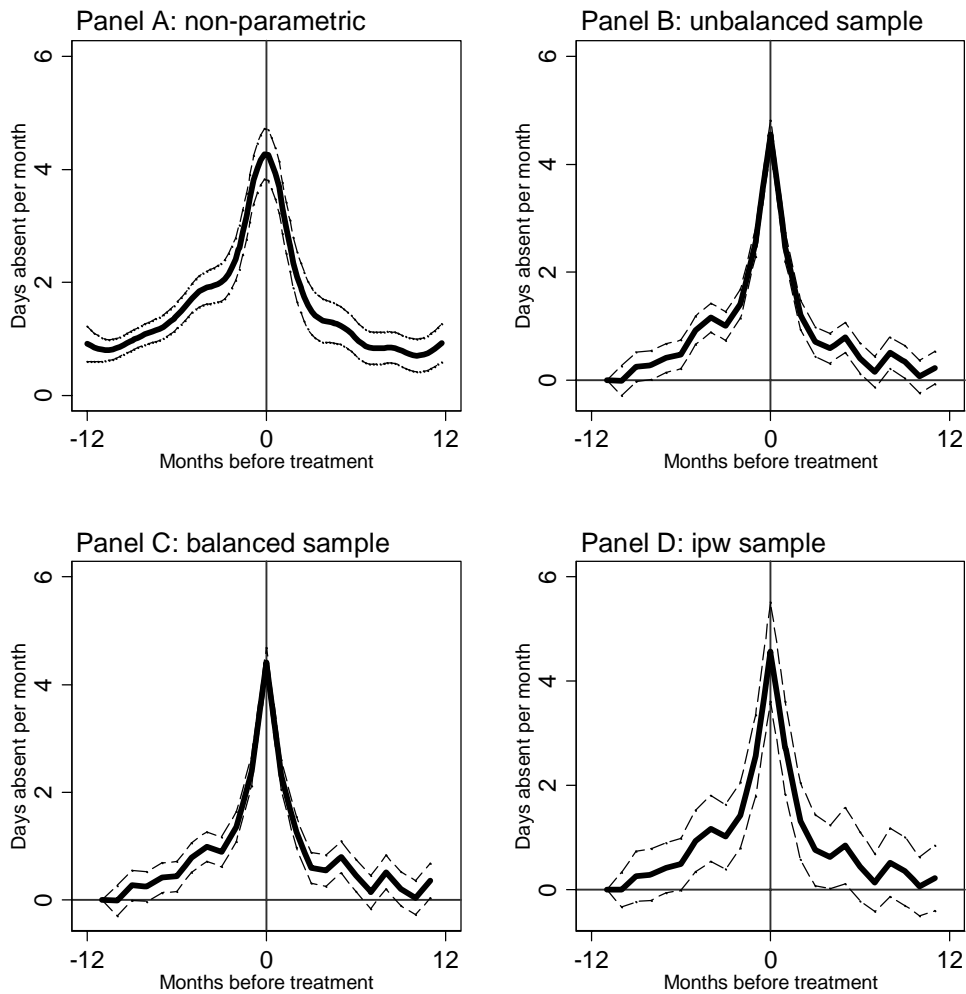 Panel A: non-parametric
Days absent per month
6
4
2
0
-12
0
12
Months before treatment
Panel B: unbalanced sample
Days absent per month
6
4
2
0
-12
0
12
Months before treatment
Panel C: balanced sample
Days absent per month
6
4
2
0
-12
0
12
Months before treatment
Panel D: ipw sample
Days absent per month
6
4
2
0
-12
0
12
Months before treatment